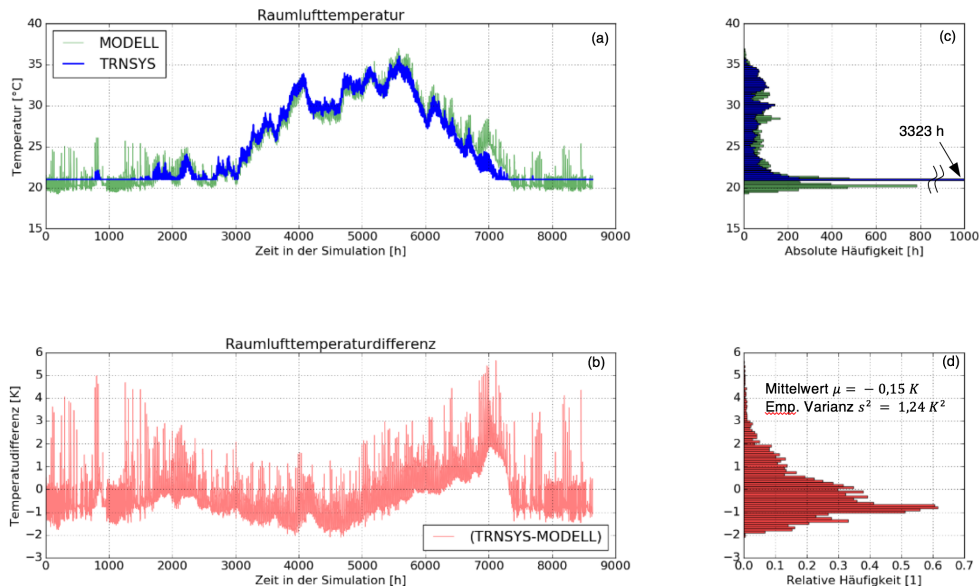 Raumlufttemperatur
(a)
MODELL
TRNSYS
Temperatur [°C]
40
35
30
25
20
15
0 1000 2000 3000 4000 5000 6000 7000 8000 9000
Zeit in der Simulation [h]
(c)
3323 h
40
35
30
25
20
15
0 200 400 600 800 1000
Absolute Häufigkeit [h]
Raumlufttemperaturdifferenz
(b)
Temperatudifferenz [K]
6
5
4
3
2
1
0
−1
−2
−3
(TRNSYS-MODELL)
0 1000 2000 3000 4000 5000 6000 7000 8000 9000
Zeit in der Simulation [h]
(d)
Mittelwert μ = − 0,15 K
Emp. Varianz s² = 1,24 K²
6
5
4
3
2
1
0
−1
−2
−3
0.0 0.1 0.2 0.3 0.4 0.5 0.6 0.7
Relative Häufigkeit [1]